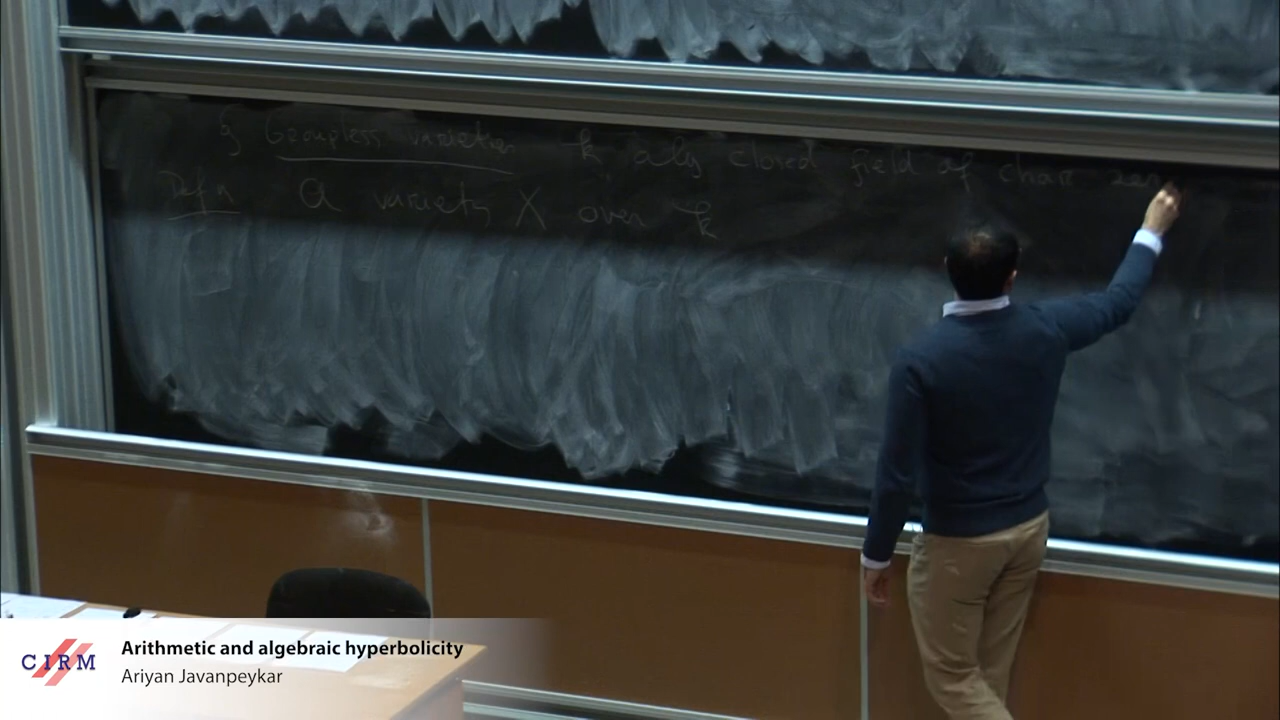 § Groupless varieties k alg closed field of char zero
Defn A variety X over k
CIRM
Arithmetic and algebraic hyperbolicity
Ariyan Javanpeykar